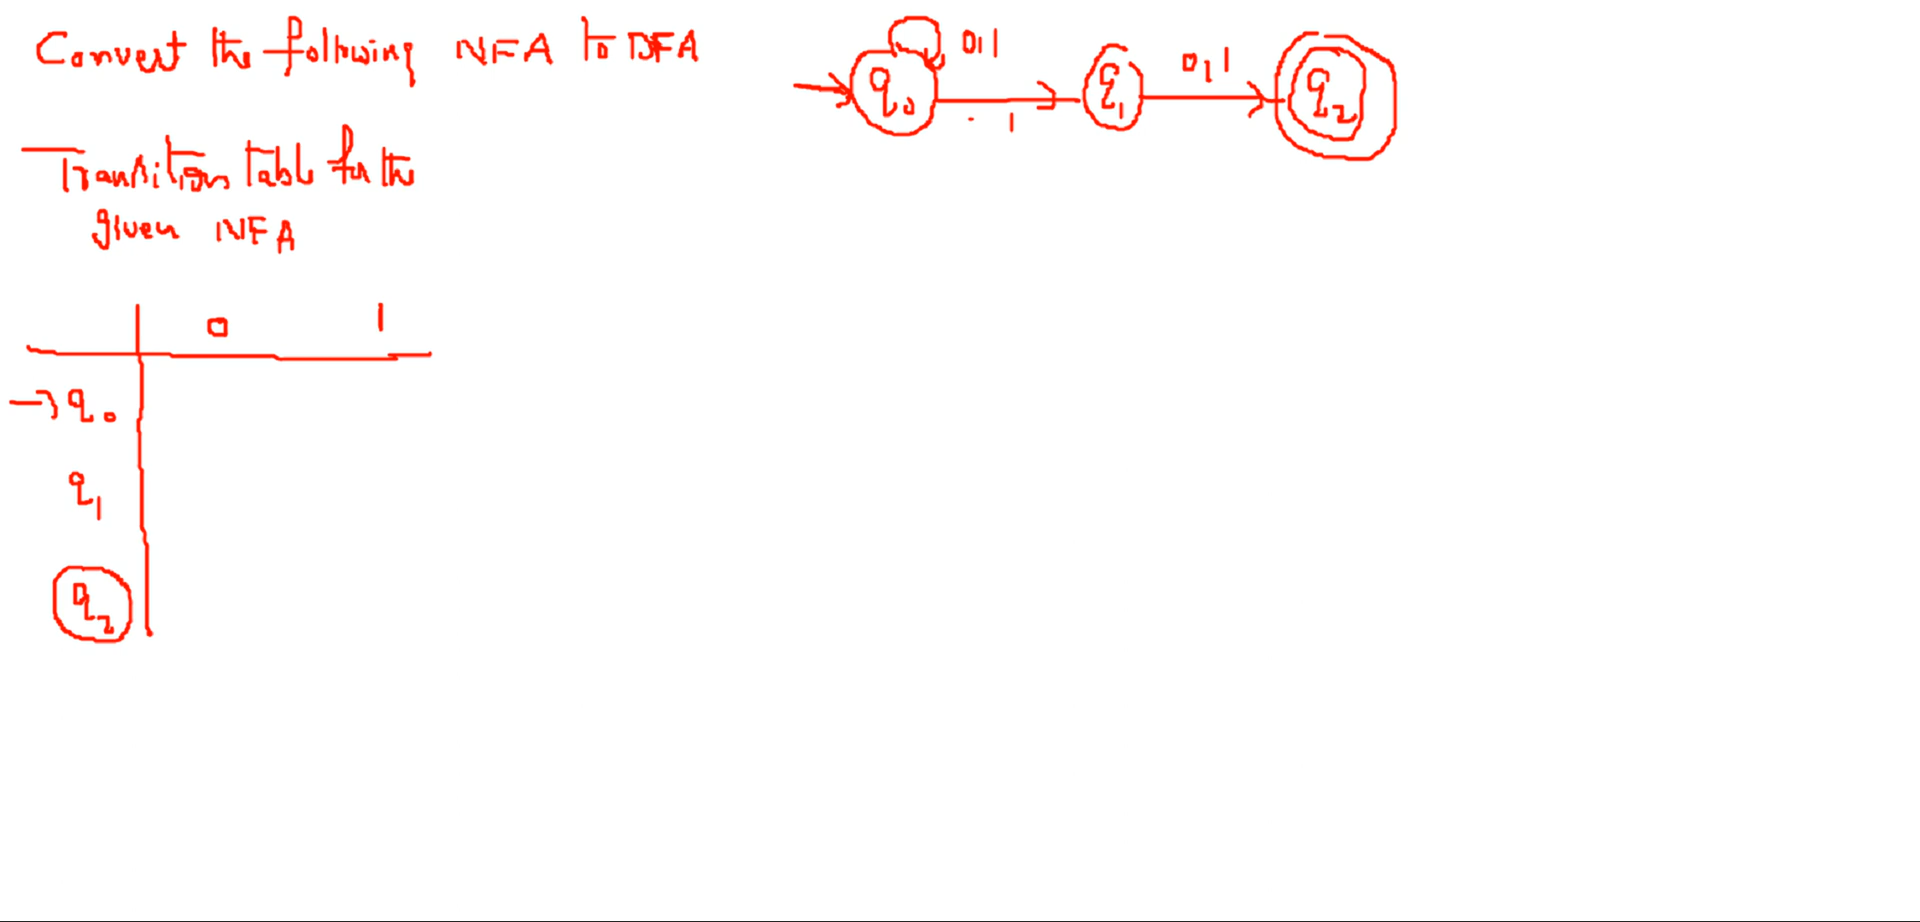 Convert the following NFA to DFA
0,1
q0
1
q1
0,1
q2
Transition table for the
given NFA
0 1
→q0
q1
q2